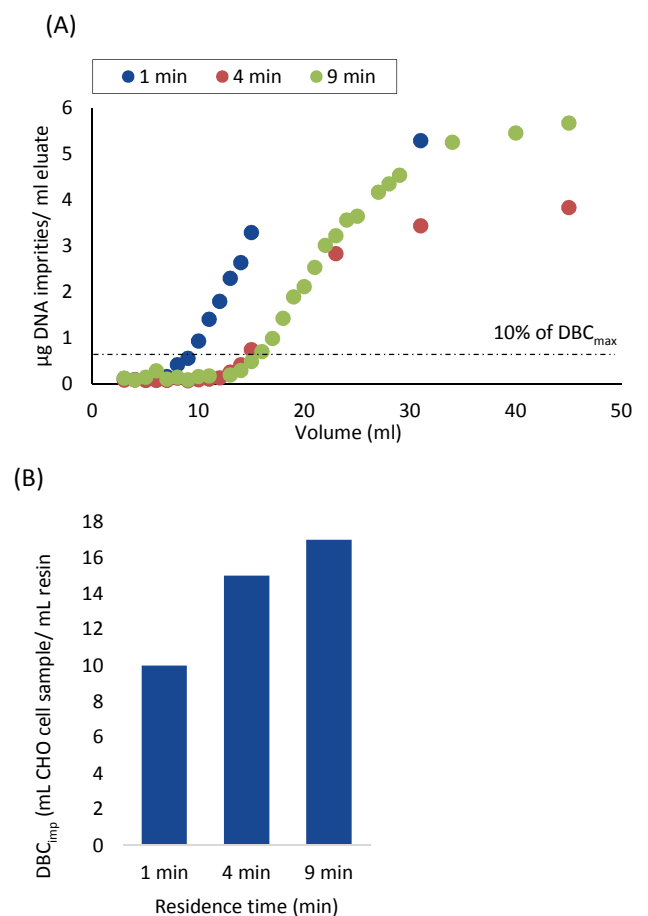 (A)
1 min 4 min 9 min
6
5
4
3
2
1
0
µg DNA imprities/ ml eluate
10% of DBCmax
0 10 20 30 40 50
Volume (ml)
(B)
18
16
14
12
10
8
6
4
2
0
DBCimp (mL CHO cell sample/ mL resin
1 min 4 min 9 min
Residence time (min)